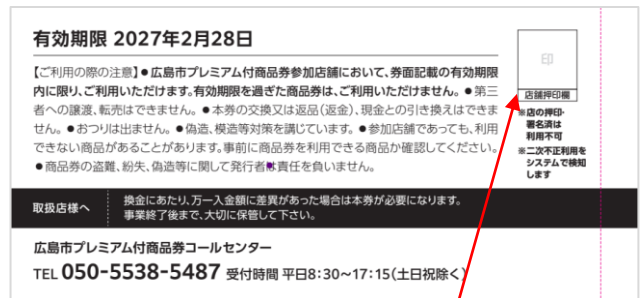 有効期限 2027年2月28日
【ご利用の際の注意】●広島市プレミアム付商品券参加店舗において、券面記載の有効期限
内に限り、ご利用いただけます。有効期限を過ぎた商品券は、ご利用いただけません。●第三
者への譲渡、転売はできません。●本券の交換又は返品(返金)、現金との引き換えはできま
せん。●おつりは出ません。●偽造、模造等対策を講じています。●参加店舗であっても、利用
できない商品があることがあります。事前に商品券を利用できる商品か確認してください。
●商品券の盗難、紛失、偽造等に関して発行者は責任を負いません。
印
店舗押印欄
※店の押印・
署名済は
利用不可
※二次不正利用を
システムで検知
します
取扱店様へ
換金にあたり、万一入金額に差異があった場合は本券が必要になります。
事業終了後まで、大切に保管して下さい。
広島市プレミアム付商品券コールセンター
TEL 050-5538-5487 受付時間 平日8:30~17:15(土日祝除く)